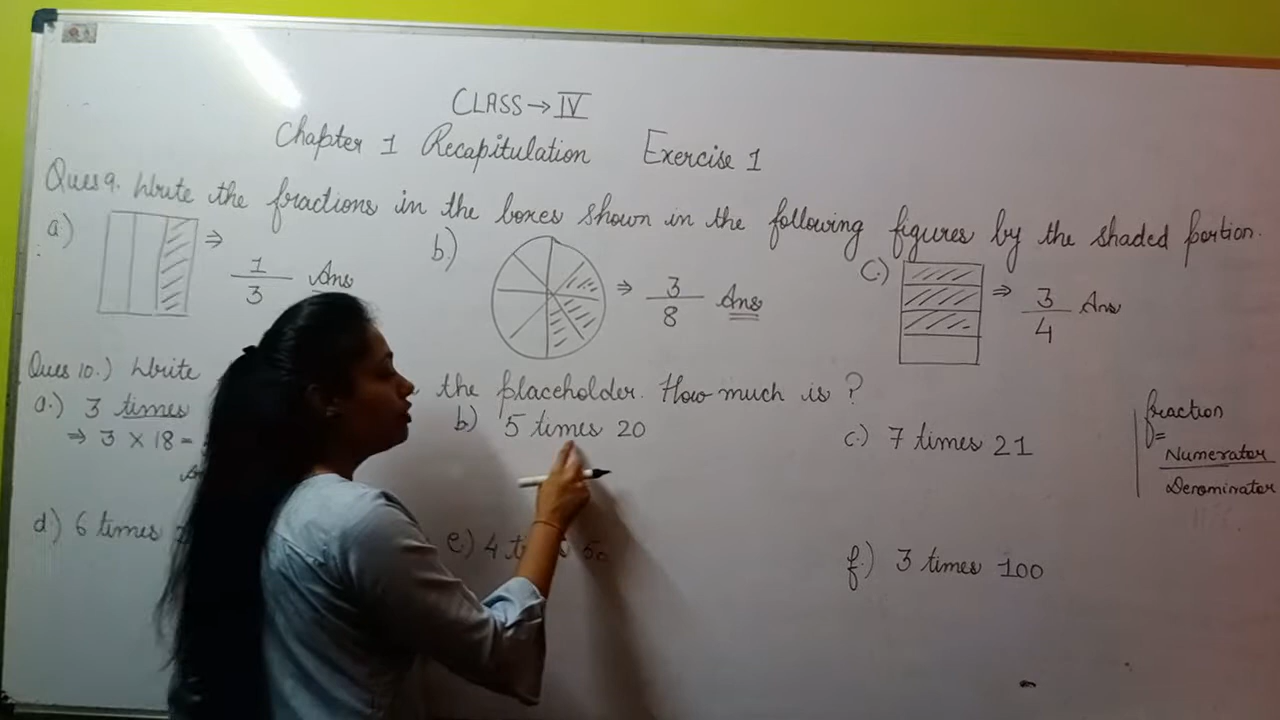 CLASS → IV
Chapter 1 Recapitulation Exercise 1
Ques 9. Write the fractions in the boxes shown in the following figures by the shaded portion.
a) ⇒ 1/3 Ans
b.) ⇒ 3/8 Ans
C.) ⇒ 3/4 Ans
Ques 10.) Write the placeholder. How much is ?
a.) 3 times
⇒ 3 × 18 =
b) 5 times 20
c.) 7 times 21
fraction
= Numerator
Denominator
d.) 6 times
e.) 4 50
f.) 3 times 100